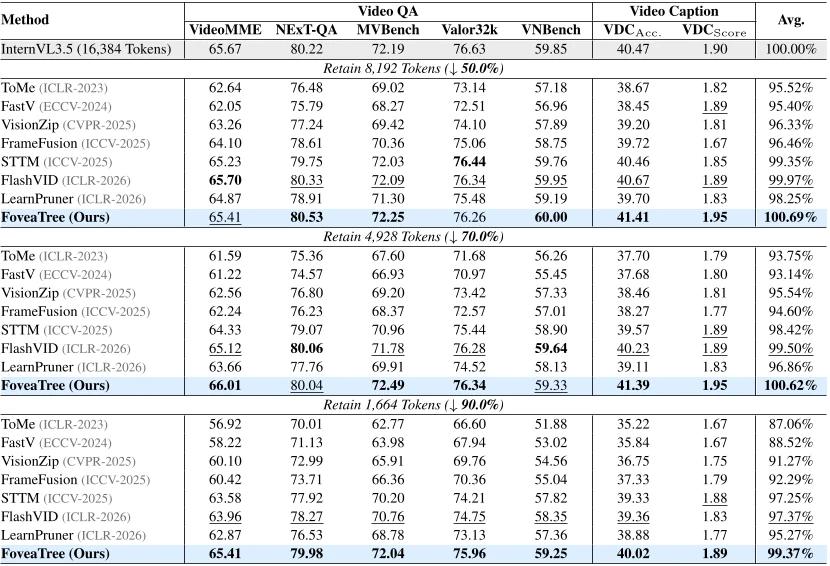 Method Video QA Video Caption Avg.
VideoMME NExT-QA MVBench Valor32k VNBench VDCAcc. VDCScore
InternVL3.5 (16,384 Tokens) 65.67 80.22 72.19 76.63 59.85 40.47 1.90 100.00%
Retain 8,192 Tokens (↓ 50.0%)
ToMe (ICLR-2023) 62.64 76.48 69.02 73.14 57.18 38.67 1.82 95.52%
FastV (ECCV-2024) 62.05 75.79 68.27 72.51 56.96 38.45 1.89 95.40%
VisionZip (CVPR-2025) 63.26 77.24 69.42 74.10 57.89 39.20 1.81 96.33%
FrameFusion (ICCV-2025) 64.10 78.61 70.36 75.06 58.75 39.72 1.67 96.46%
STTM (ICCV-2025) 65.23 79.75 72.03 76.44 59.76 40.46 1.85 99.35%
FlashVID (ICLR-2026) 65.70 80.33 72.09 76.34 59.95 40.67 1.89 99.97%
LearnPruner (ICLR-2026) 64.87 78.91 71.30 75.48 59.19 39.70 1.83 98.25%
FoveaTree (Ours) 65.41 80.53 72.25 76.26 60.00 41.41 1.95 100.69%
Retain 4,928 Tokens (↓ 70.0%)
ToMe (ICLR-2023) 61.59 75.36 67.60 71.68 56.26 37.70 1.79 93.75%
FastV (ECCV-2024) 61.22 74.57 66.93 70.97 55.45 37.68 1.80 93.14%
VisionZip (CVPR-2025) 62.56 76.80 69.20 73.42 57.33 38.46 1.81 95.54%
FrameFusion (ICCV-2025) 62.24 76.23 68.37 72.57 57.01 38.27 1.77 94.60%
STTM (ICCV-2025) 64.33 79.07 70.96 75.44 58.90 39.57 1.89 98.42%
FlashVID (ICLR-2026) 65.12 80.06 71.78 76.28 59.64 40.23 1.89 99.50%
LearnPruner (ICLR-2026) 63.66 77.76 69.91 74.52 58.13 39.11 1.83 96.86%
FoveaTree (Ours) 66.01 80.04 72.49 76.34 59.33 41.39 1.95 100.62%
Retain 1,664 Tokens (↓ 90.0%)
ToMe (ICLR-2023) 56.92 70.01 62.77 66.60 51.88 35.22 1.67 87.06%
FastV (ECCV-2024) 58.22 71.13 63.98 67.94 53.02 35.84 1.67 88.52%
VisionZip (CVPR-2025) 60.10 72.99 65.91 69.76 54.56 36.75 1.75 91.27%
FrameFusion (ICCV-2025) 60.42 73.71 66.36 70.36 55.04 37.33 1.79 92.29%
STTM (ICCV-2025) 63.58 77.92 70.20 74.21 57.82 39.33 1.88 97.25%
FlashVID (ICLR-2026) 63.96 78.27 70.76 74.75 58.35 39.36 1.83 97.37%
LearnPruner (ICLR-2026) 62.87 76.53 68.78 73.13 57.36 38.88 1.77 95.27%
FoveaTree (Ours) 65.41 79.98 72.04 75.96 59.25 40.02 1.89 99.37%